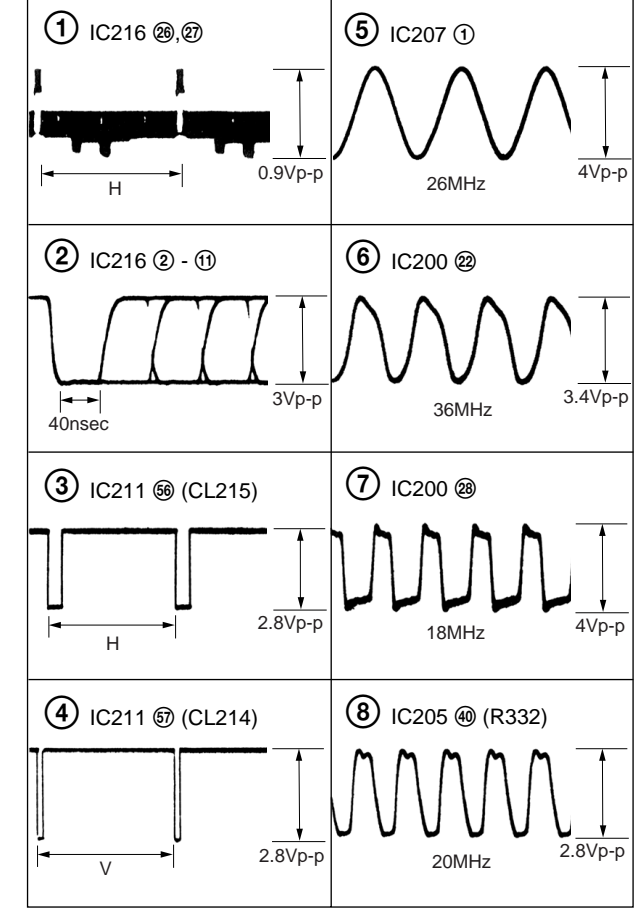 ① IC216 ㉖,㉗
0.9Vp-p
H
② IC216 ② - ⑪
3Vp-p
40nsec
③ IC211 56 (CL215)
2.8Vp-p
H
④ IC211 57 (CL214)
2.8Vp-p
V
⑤ IC207 ①
4Vp-p
26MHz
⑥ IC200 ㉒
3.4Vp-p
36MHz
⑦ IC200 ㉘
4Vp-p
18MHz
⑧ IC205 ㊵ (R332)
2.8Vp-p
20MHz